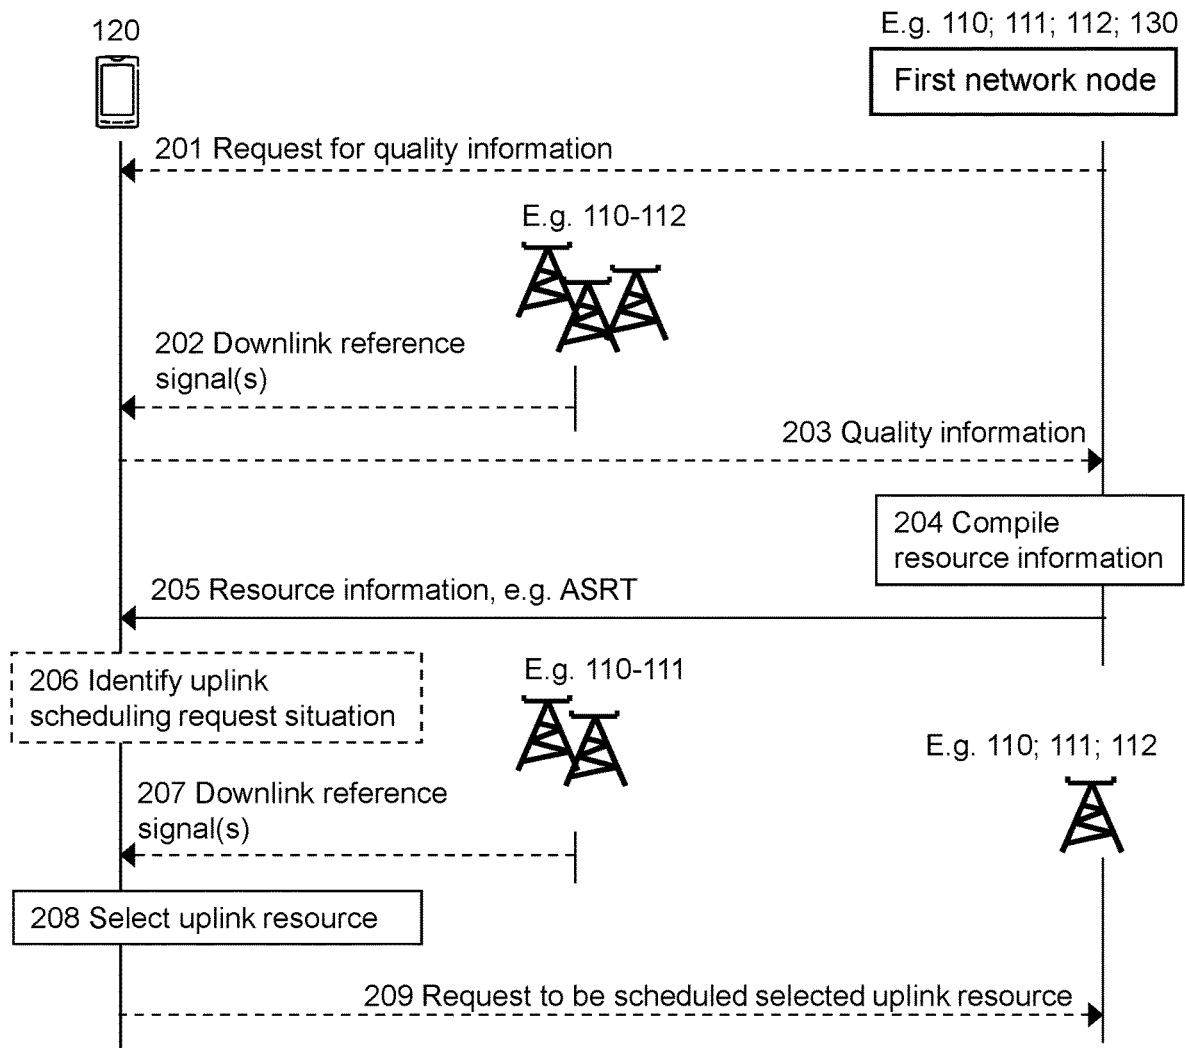 120
E.g. 110; 111; 112; 130
First network node
201 Request for quality information
E.g. 110-112
202 Downlink reference
signal(s)
203 Quality information
204 Compile
resource information
205 Resource information, e.g. ASRT
206 Identify uplink
scheduling request situation
E.g. 110-111
E.g. 110; 111; 112
207 Downlink reference
signal(s)
208 Select uplink resource
209 Request to be scheduled selected uplink resource